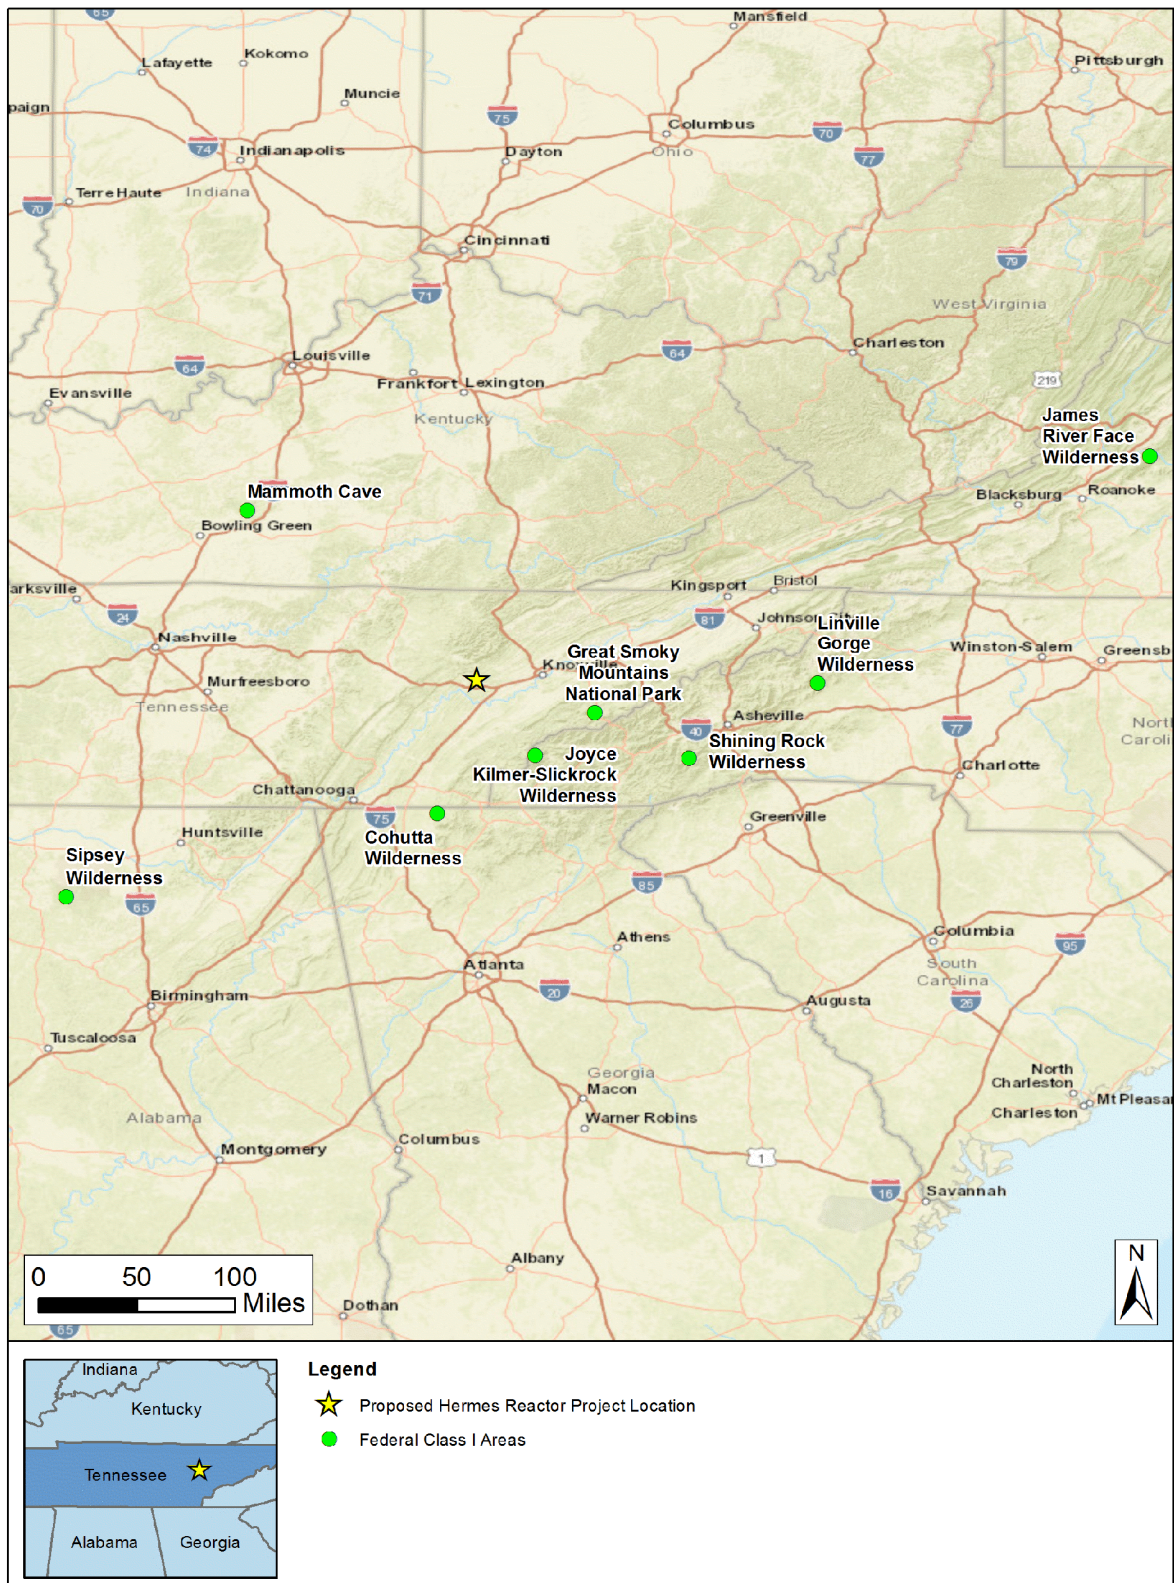 65
Mansfield
Kokomo
Lafayette
Pittsburgh
Muncie
paign
75
Columbus
70
Ohio
74
Indianapolis
Dayton
77
Terre Haute
Indiana
70
Cincinnati
79
71
West Virginia
Charleston
Louisville
64
64
Frankfort
Lexington
219
Evansville
Kentucky
James
River Face
Wilderness
Mammoth Cave
Blacksburg
Roanoke
Bowling Green
arksville
Kingsport
Bristol
24
81
Johnson City
Linville
Gorge
Wilderness
Nashville
Great Smoky
Mountains
National Park
Knoxville
Winston-Salem
Greensb
Murfreesboro
Tennessee
Asheville
40
77
North
Caroli
Shining Rock
Wilderness
Joyce
Kilmer-Slickrock
Wilderness
Charlotte
Chattanooga
75
Greenville
Huntsville
Cohutta
Wilderness
Sipsey
Wilderness
85
65
Athens
Columbia
95
Atlanta
South
Carolina
20
26
Birmingham
Augusta
Tuscaloosa
Georgia
Macon
North
Charleston
Mt Pleasan
Charleston
Alabama
Warner Robins
Columbus
Montgomery
1
16
Savannah
Albany
N
0 50 100
Miles
Dothan
65
Indiana
Kentucky
Tennessee
Alabama
Georgia
Legend
Proposed Hermes Reactor Project Location
Federal Class I Areas